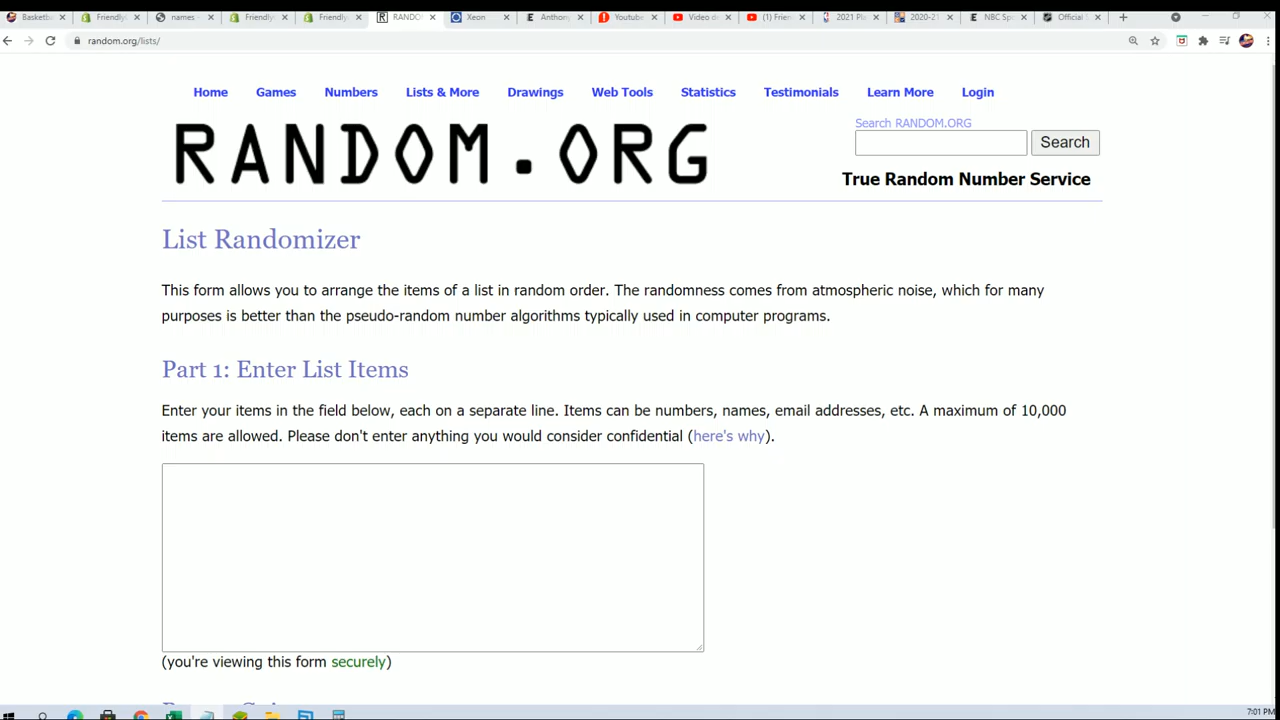 Basketb
Friendly
names -
Friendly
Friendly
RANDO
Xeon
Anthony
Youtube
Video de
(1) Frien
2021 Pla
2020-21
NBC Spo
Official
random.org/lists/
Home Games Numbers Lists & More Drawings Web Tools Statistics Testimonials Learn More Login
Search RANDOM.ORG
RANDOM.ORG
Search
True Random Number Service
List Randomizer
This form allows you to arrange the items of a list in random order. The randomness comes from atmospheric noise, which for many
purposes is better than the pseudo-random number algorithms typically used in computer programs.
Part 1: Enter List Items
Enter your items in the field below, each on a separate line. Items can be numbers, names, email addresses, etc. A maximum of 10,000
items are allowed. Please don't enter anything you would consider confidential (here's why).
(you're viewing this form securely)
7:01 PM